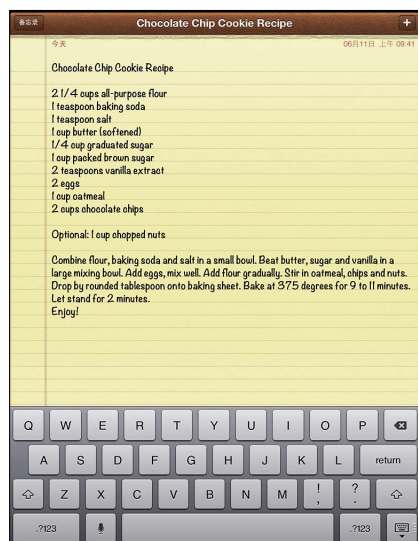 备忘录
Chocolate Chip Cookie Recipe
+
今天
06月11日 上午 09:41
Chocolate Chip Cookie Recipe
2 1/4 cups all-purpose flour
1 teaspoon baking soda
1 teaspoon salt
1 cup butter (softened)
1/4 cup graduated sugar
1 cup packed brown sugar
2 teaspoons vanilla extract
2 eggs
1 cup oatmeal
2 cups chocolate chips
Optional: 1 cup chopped nuts
Combine flour, baking soda and salt in a small bowl. Beat butter, sugar and vanilla in a
large mixing bowl. Add eggs, mix well. Add flour gradually. Stir in oatmeal, chips and nuts.
Drop by rounded tablespoon onto baking sheet. Bake at 375 degrees for 9 to 11 minutes.
Let stand for 2 minutes.
Enjoy!
Q W E R T Y U I O P
A S D F G H J K L return
Z X C V B N M ! , ? .
.?123 .?123